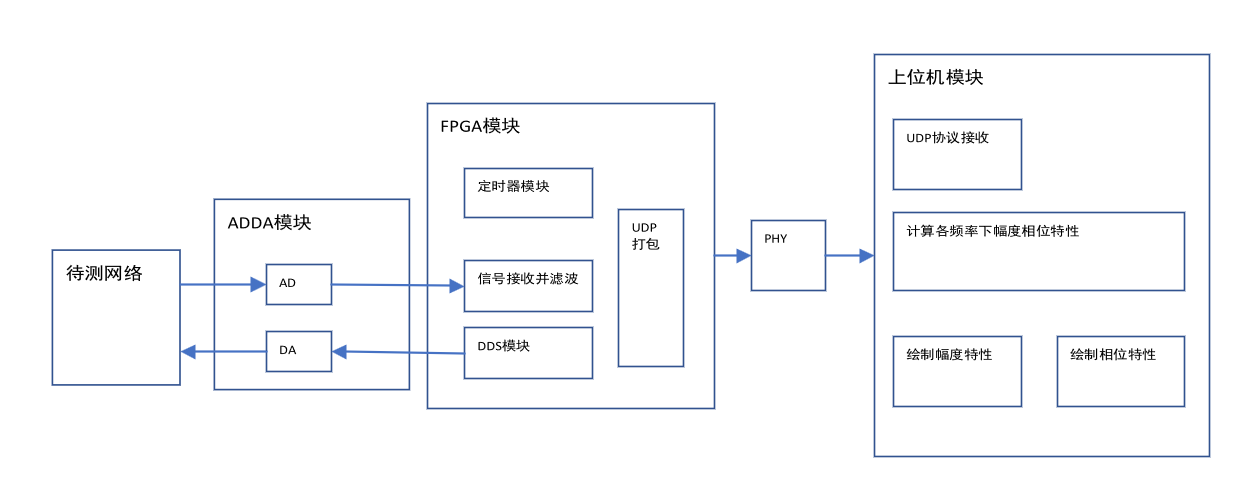 待测网络
ADDA模块
AD
DA
FPGA模块
定时器模块
信号接收并滤波
DDS模块
UDP
打包
PHY
上位机模块
UDP协议接收
计算各频率下幅度相位特性
绘制幅度特性
绘制相位特性